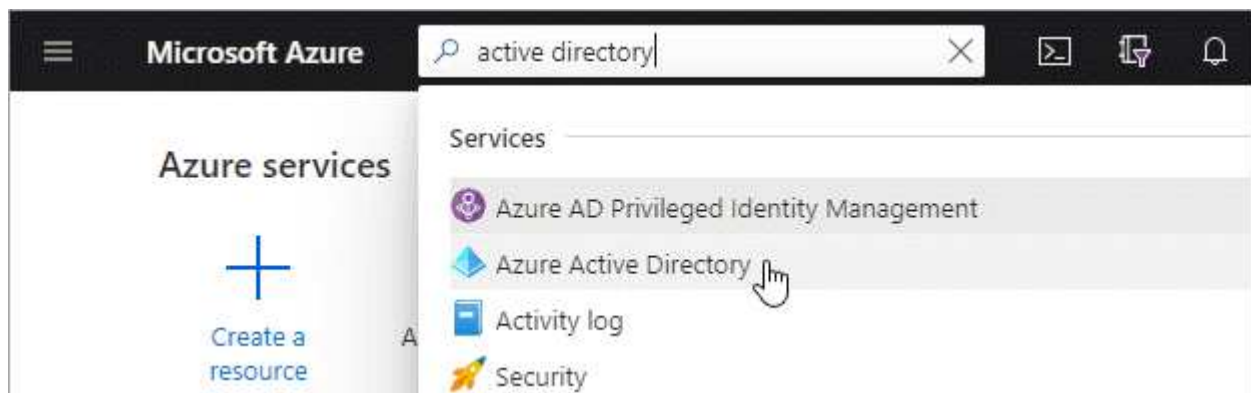 Microsoft Azure
active directory
Azure services
Create a
resource
A
Services
Azure AD Privileged Identity Management
Azure Active Directory
Activity log
Security